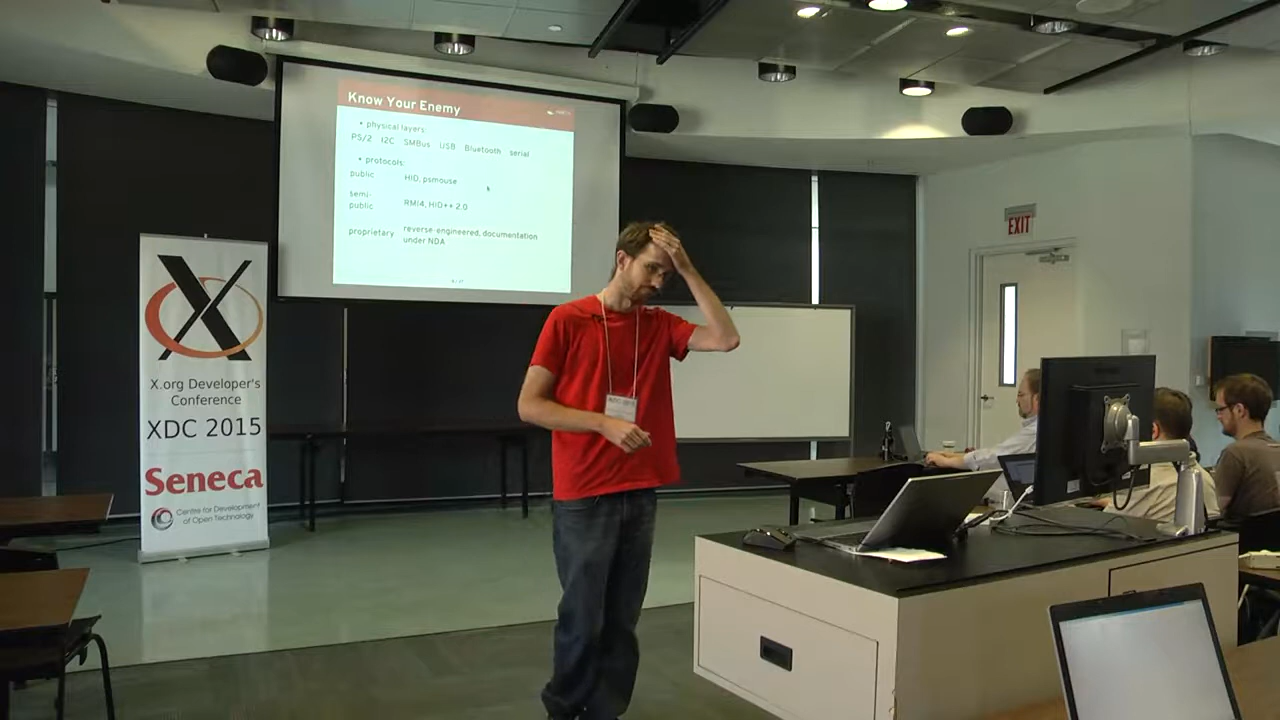 Know Your Enemy
• physical layers:
PS/2 I2C SMBus USB Bluetooth serial
• protocols:
public HID, psmouse
semi-
public RMI4, HID++ 2.0
proprietary reverse-engineered, documentation
under NDA
X
X.org Developer's
Conference
XDC 2015
Seneca
Centre for Development
of Open Technology
EXIT